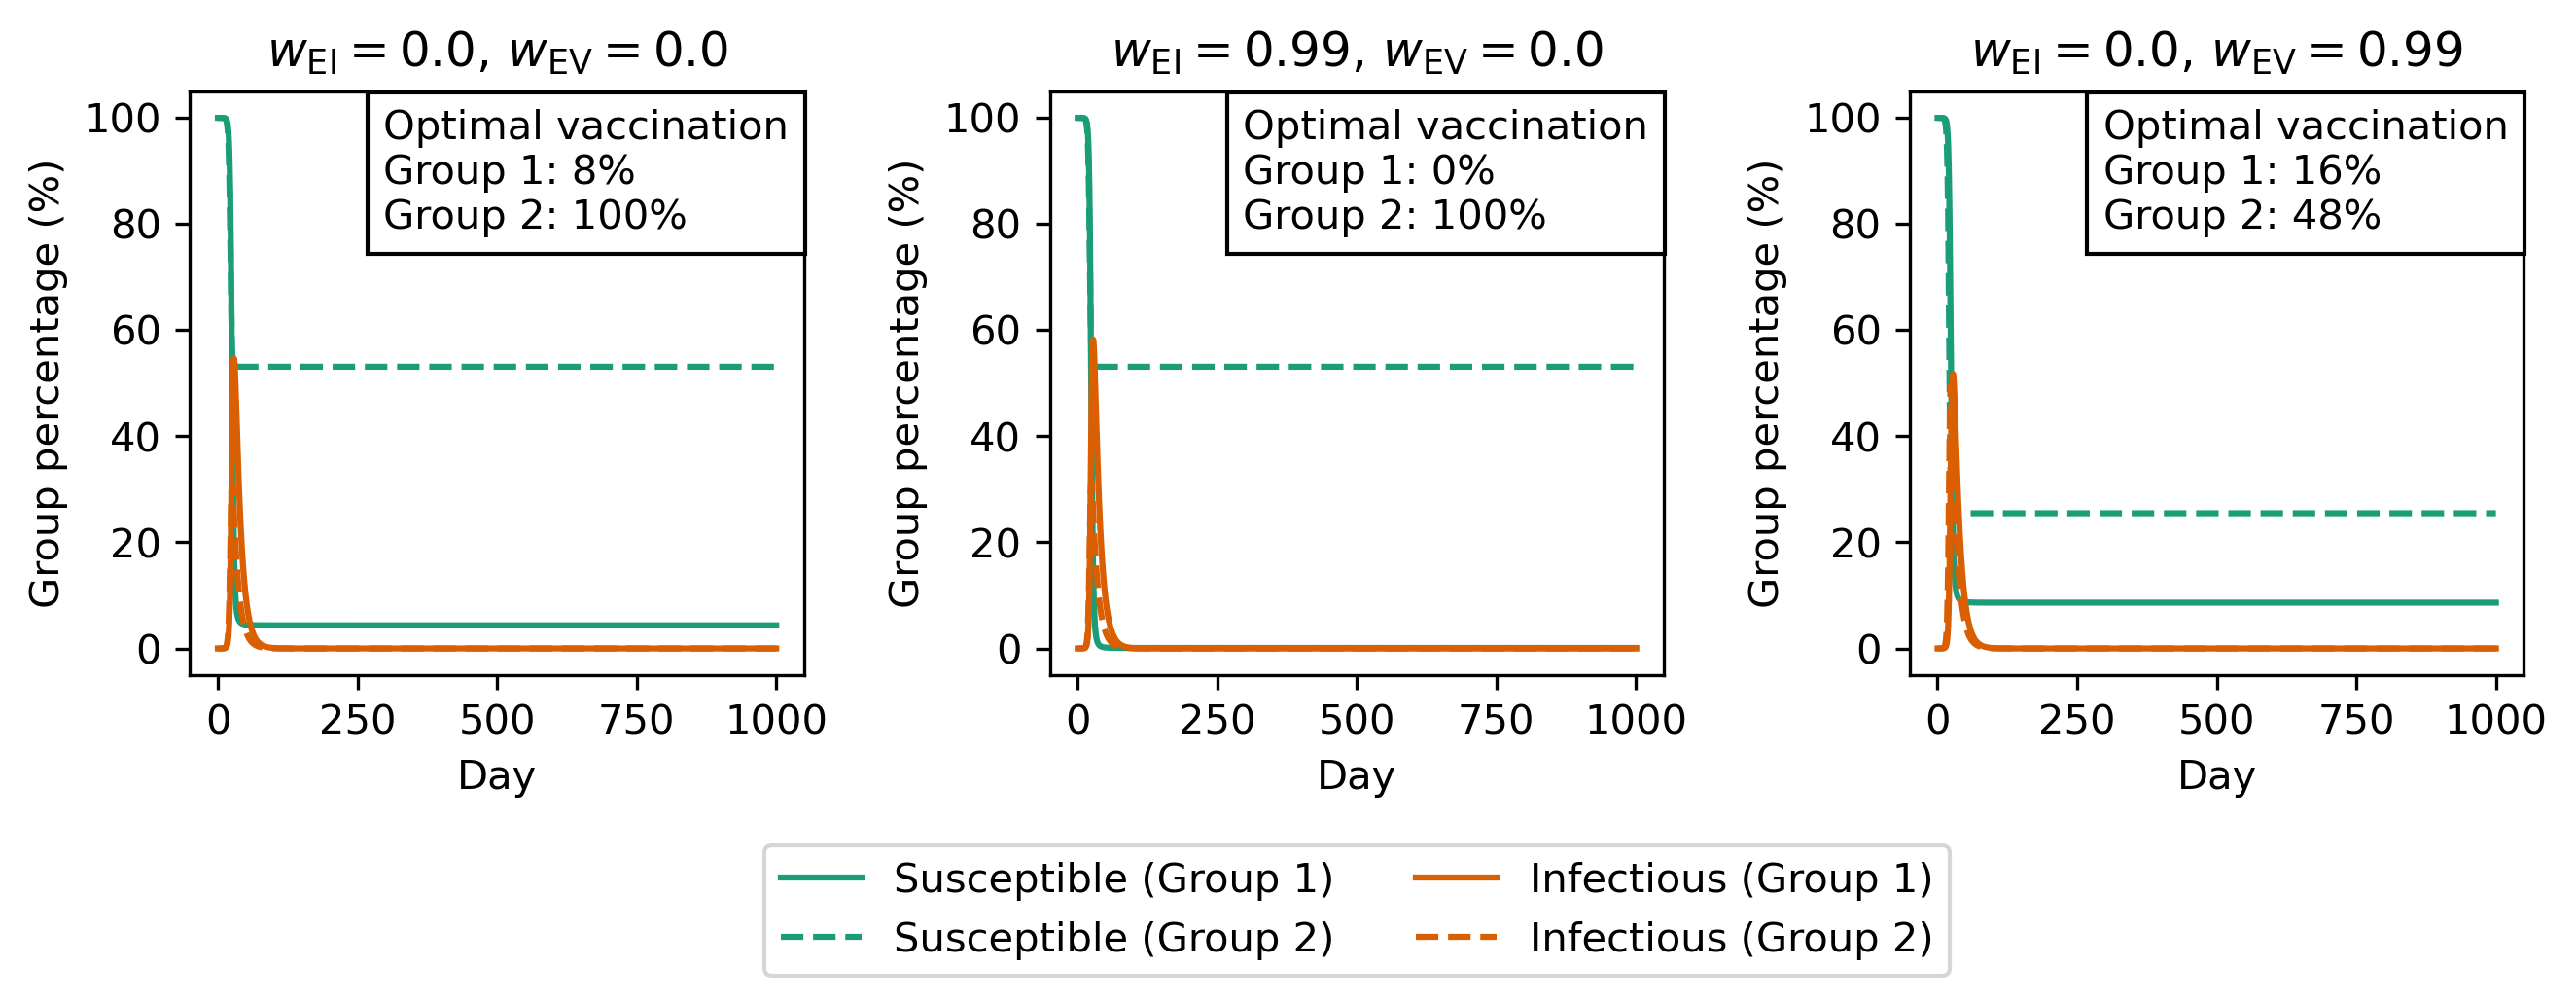 w_EI = 0.0, w_EV = 0.0
Optimal vaccination
Group 1: 8%
Group 2: 100%
Group percentage (%)
100
80
60
40
20
0
0 250 500 750 1000
Day
w_EI = 0.99, w_EV = 0.0
Optimal vaccination
Group 1: 0%
Group 2: 100%
Group percentage (%)
100
80
60
40
20
0
0 250 500 750 1000
Day
w_EI = 0.0, w_EV = 0.99
Optimal vaccination
Group 1: 16%
Group 2: 48%
Group percentage (%)
100
80
60
40
20
0
0 250 500 750 1000
Day
Susceptible (Group 1)
Susceptible (Group 2)
Infectious (Group 1)
Infectious (Group 2)